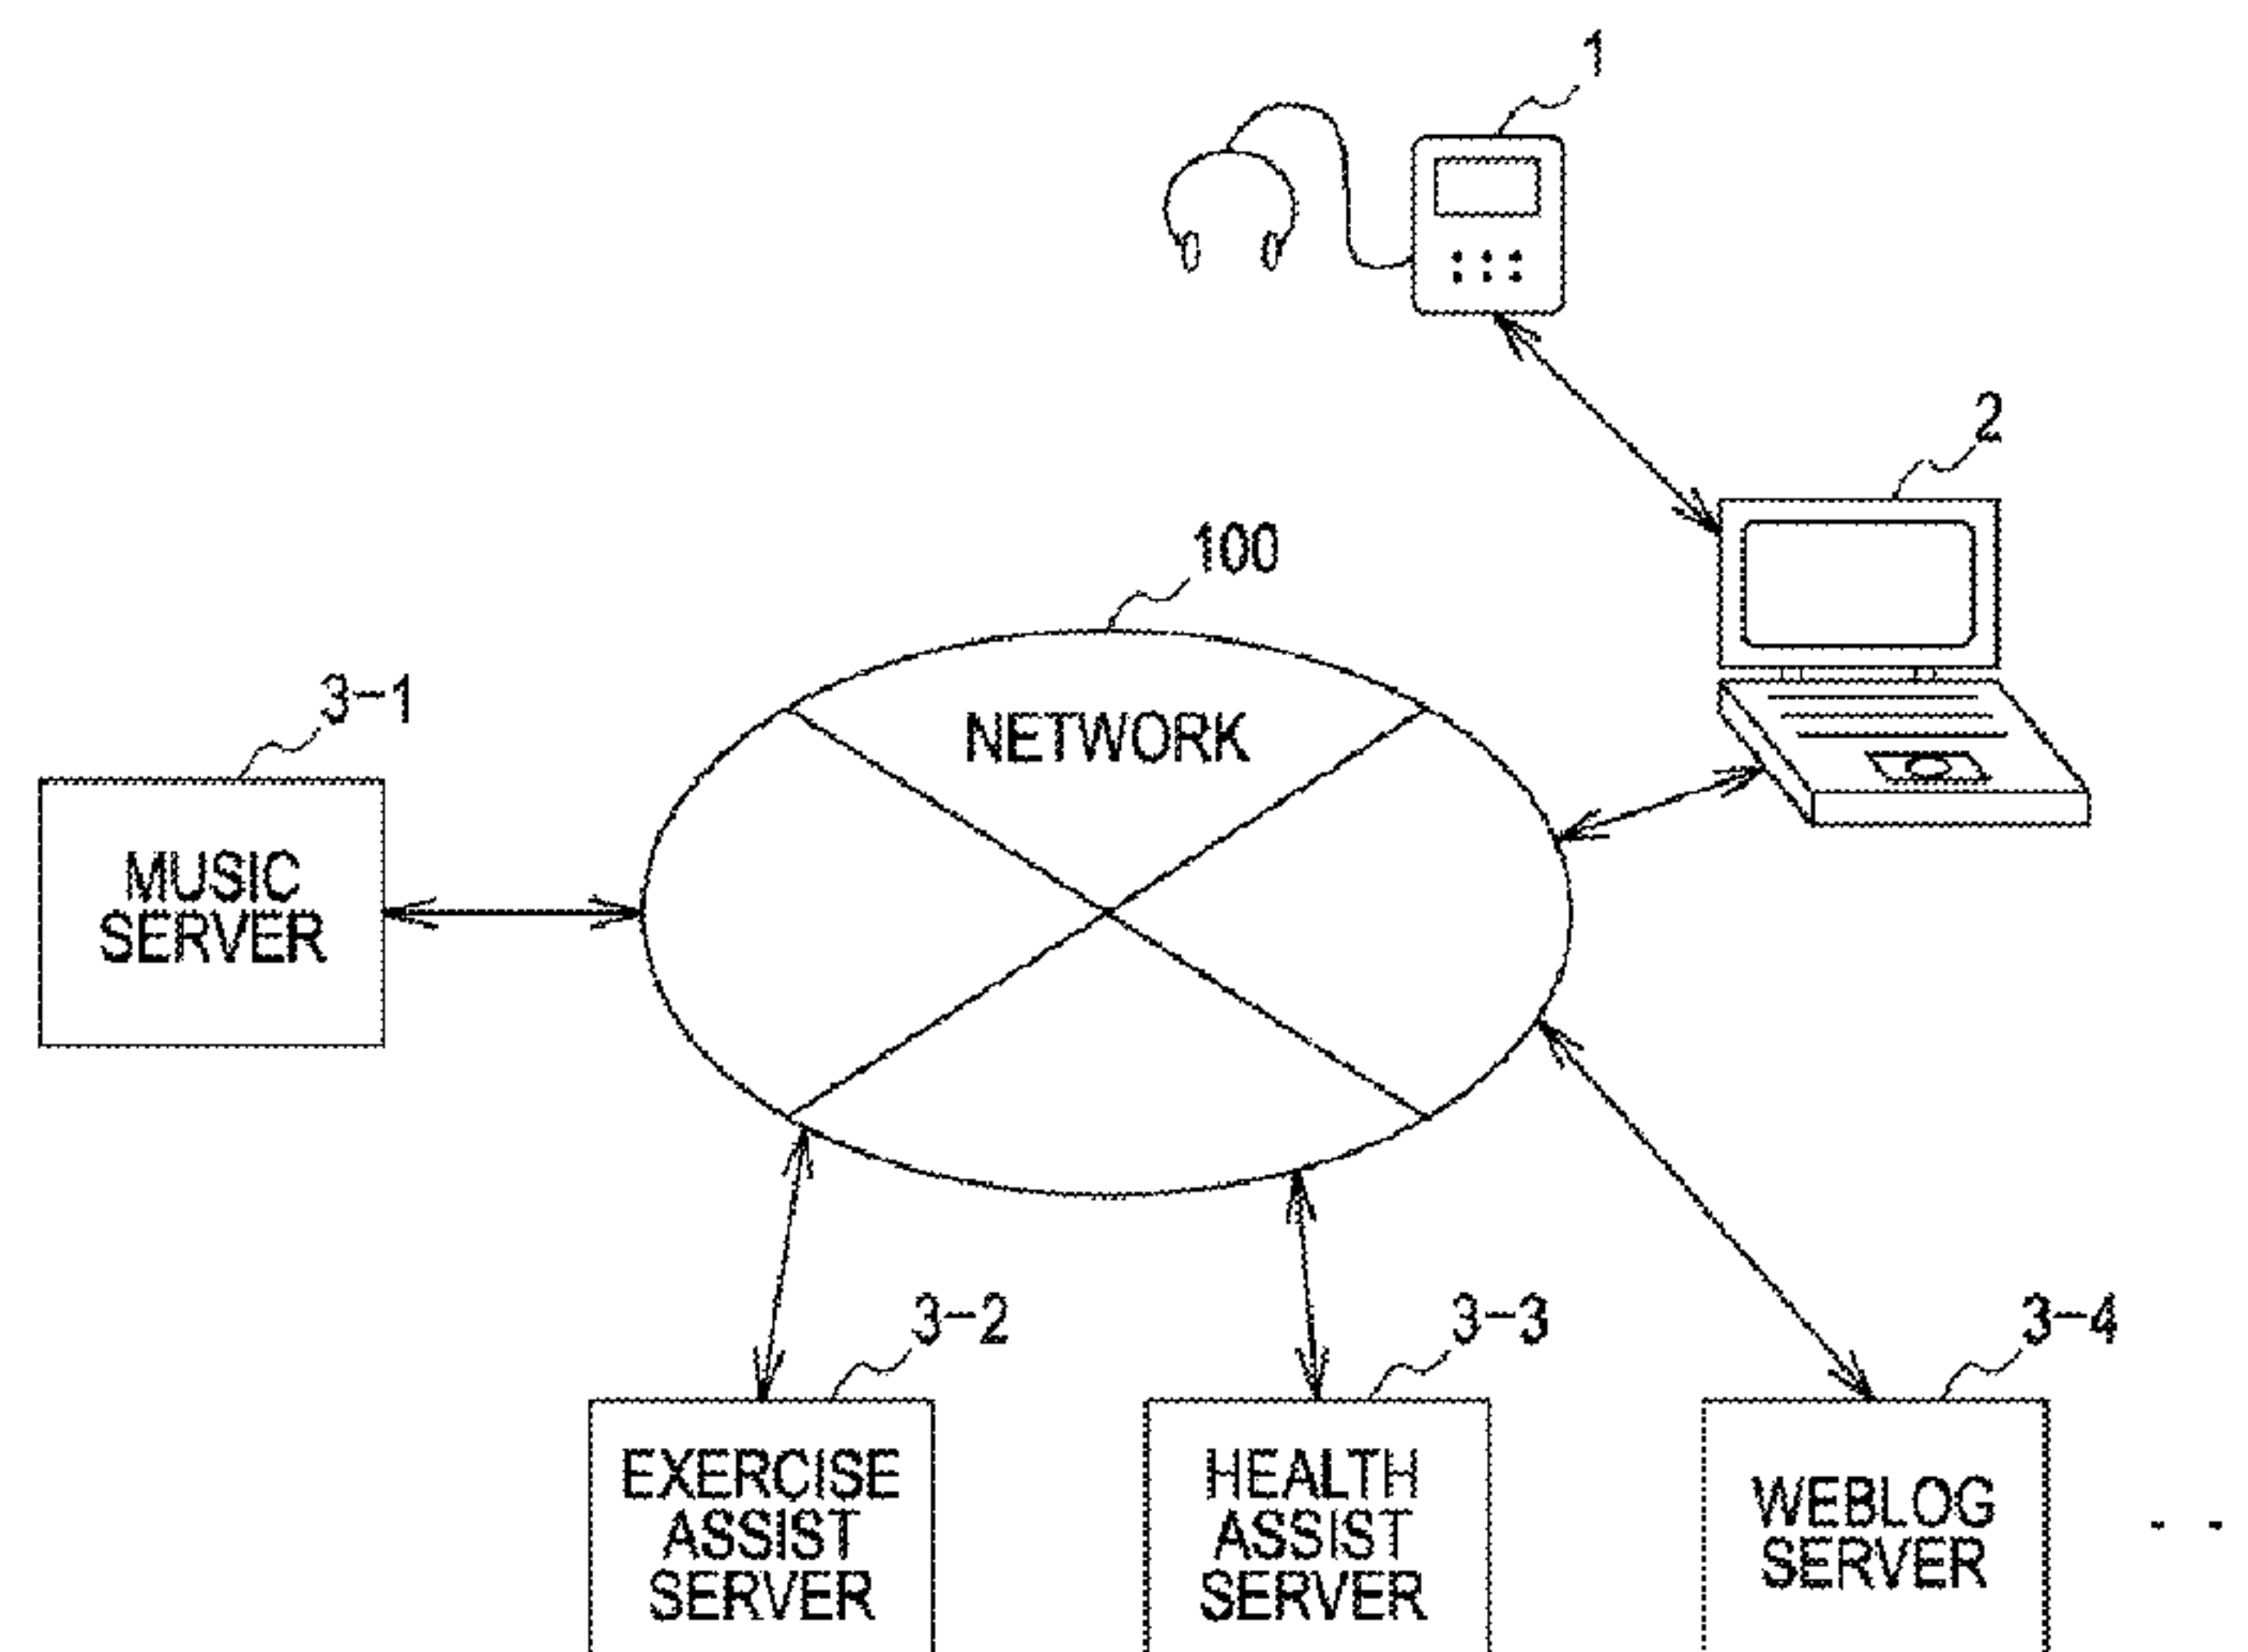 1
2
100
NETWORK
3-1
MUSIC
SERVER
3-2
EXERCISE
ASSIST
SERVER
3-3
HEALTH
ASSIST
SERVER
3-4
WEBLOG
SERVER